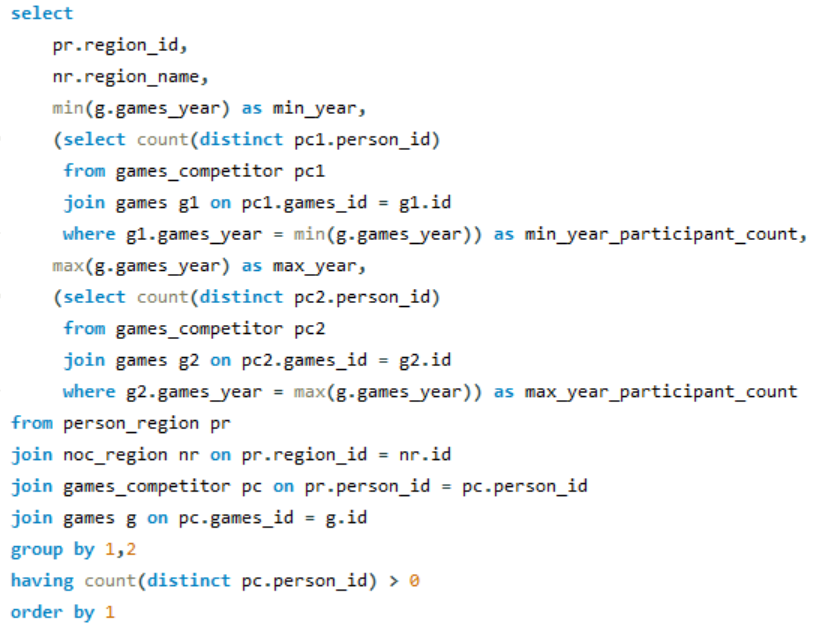 select
pr.region_id,
nr.region_name,
min(g.games_year) as min_year,
(select count(distinct pc1.person_id)
from games_competitor pc1
join games g1 on pc1.games_id = g1.id
where g1.games_year = min(g.games_year)) as min_year_participant_count,
max(g.games_year) as max_year,
(select count(distinct pc2.person_id)
from games_competitor pc2
join games g2 on pc2.games_id = g2.id
where g2.games_year = max(g.games_year)) as max_year_participant_count
from person_region pr
join noc_region nr on pr.region_id = nr.id
join games_competitor pc on pr.person_id = pc.person_id
join games g on pc.games_id = g.id
group by 1,2
having count(distinct pc.person_id) > 0
order by 1